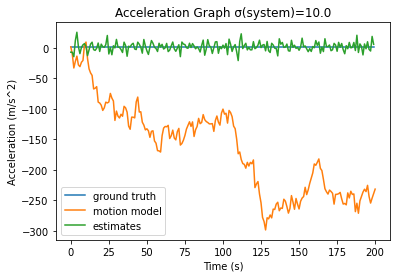 Acceleration Graph σ(system)=10.0
Acceleration (m/s^2)
0
−50
−100
−150
−200
−250
−300
ground truth
motion model
estimates
0 25 50 75 100 125 150 175 200
Time (s)